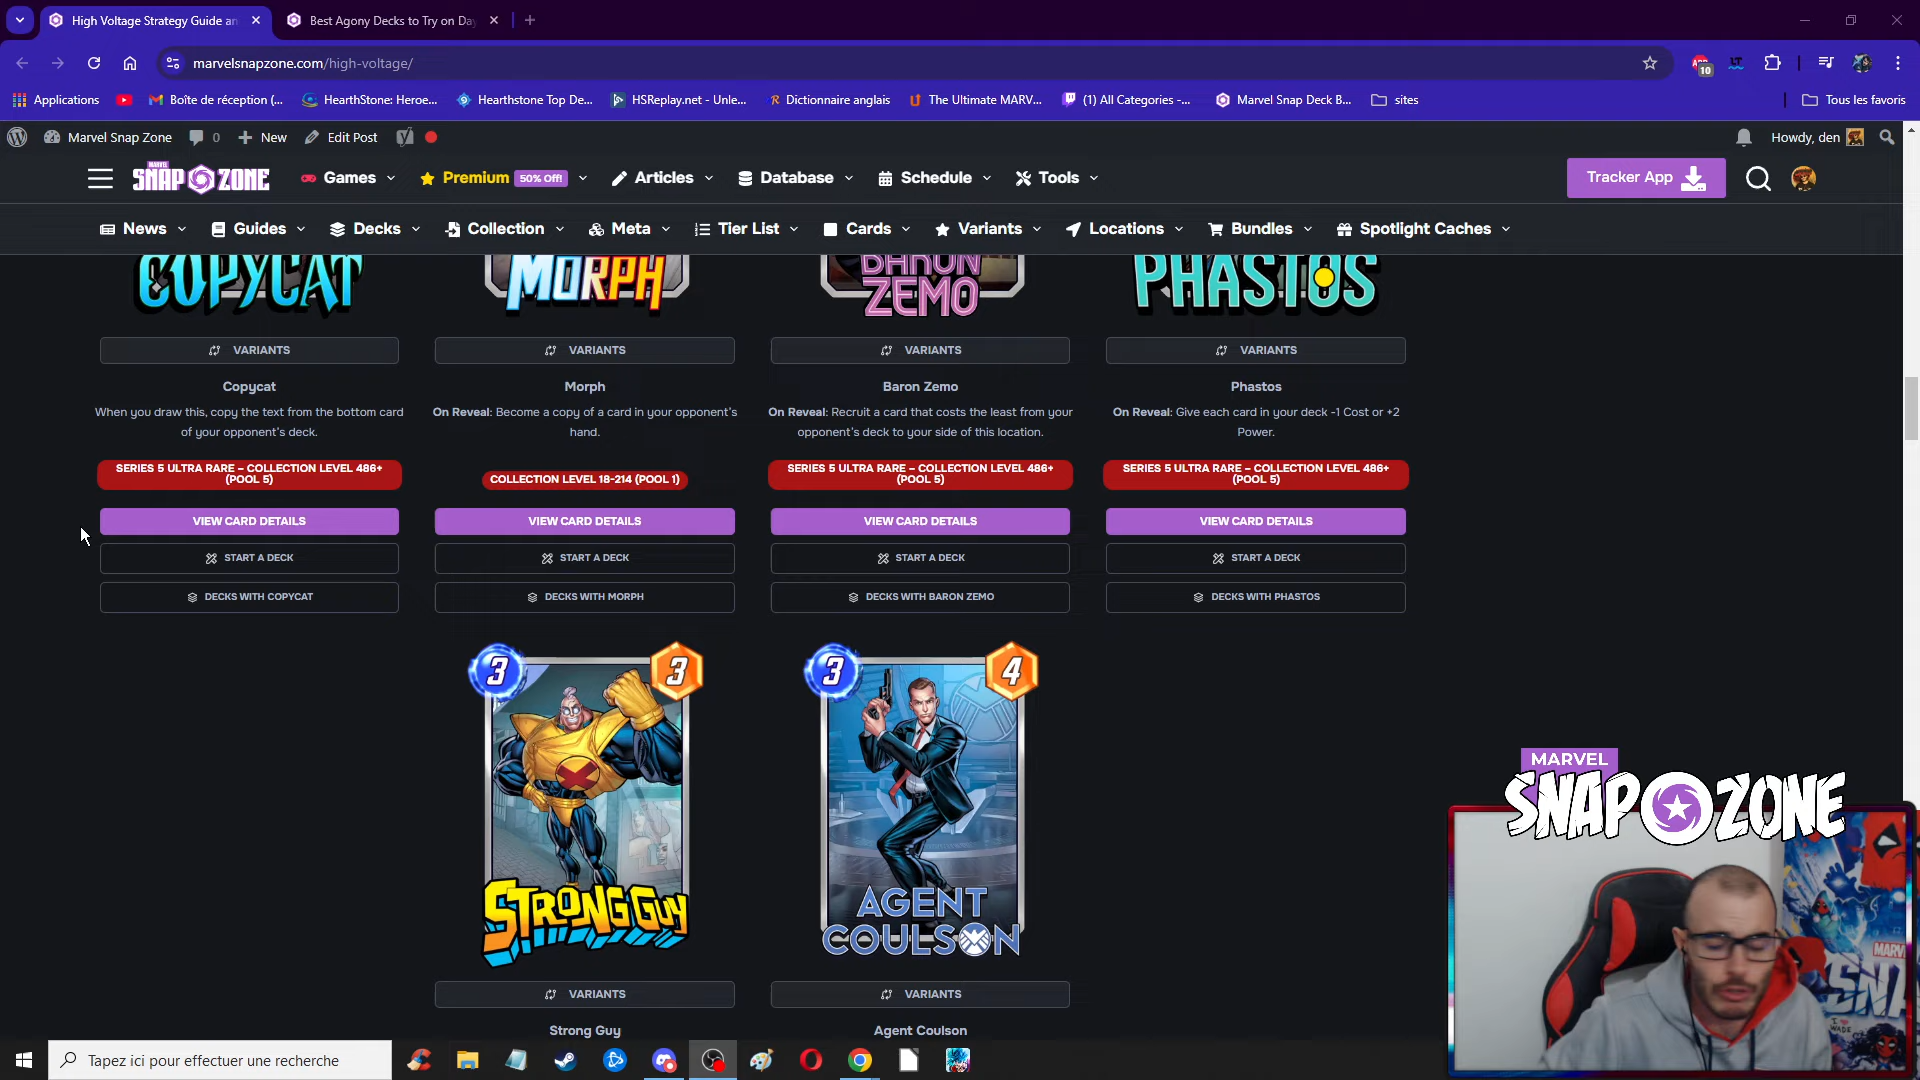 High Voltage Strategy Guide an
Best Agony Decks to Try on Da
marvelsnapzone.com/high-voltage/
10
Applications
Boîte de réception (...
HearthStone: Heroe...
Hearthstone Top De...
HSReplay.net - Unle...
Dictionnaire anglais
The Ultimate MARV...
(1) All Categories -...
Marvel Snap Deck B...
sites
Tous les favoris
Marvel Snap Zone
0
New
Edit Post
Howdy, den
MARVEL
SNAP ZONE
Games
Premium 50% Off!
Articles
Database
Schedule
Tools
Tracker App
News
Guides
Decks
Collection
Meta
Tier List
Cards
Variants
Locations
Bundles
Spotlight Caches
COPYCAT
MORPH
BARON
ZEMO
PHASTOS
VARIANTS
VARIANTS
VARIANTS
VARIANTS
Copycat
Morph
Baron Zemo
Phastos
When you draw this, copy the text from the bottom card
of your opponent's deck.
On Reveal: Become a copy of a card in your opponent's
hand.
On Reveal: Recruit a card that costs the least from your
opponent's deck to your side of this location.
On Reveal: Give each card in your deck -1 Cost or +2
Power.
SERIES 5 ULTRA RARE – COLLECTION LEVEL 486+
(POOL 5)
COLLECTION LEVEL 18-214 (POOL 1)
SERIES 5 ULTRA RARE – COLLECTION LEVEL 486+
(POOL 5)
SERIES 5 ULTRA RARE – COLLECTION LEVEL 486+
(POOL 5)
VIEW CARD DETAILS
VIEW CARD DETAILS
VIEW CARD DETAILS
VIEW CARD DETAILS
START A DECK
START A DECK
START A DECK
START A DECK
DECKS WITH COPYCAT
DECKS WITH MORPH
DECKS WITH BARON ZEMO
DECKS WITH PHASTOS
3
3
3
4
STRONG GUY
AGENT
COULSON
VARIANTS
VARIANTS
Strong Guy
Agent Coulson
MARVEL
SNAP ZONE
Tapez ici pour effectuer une recherche